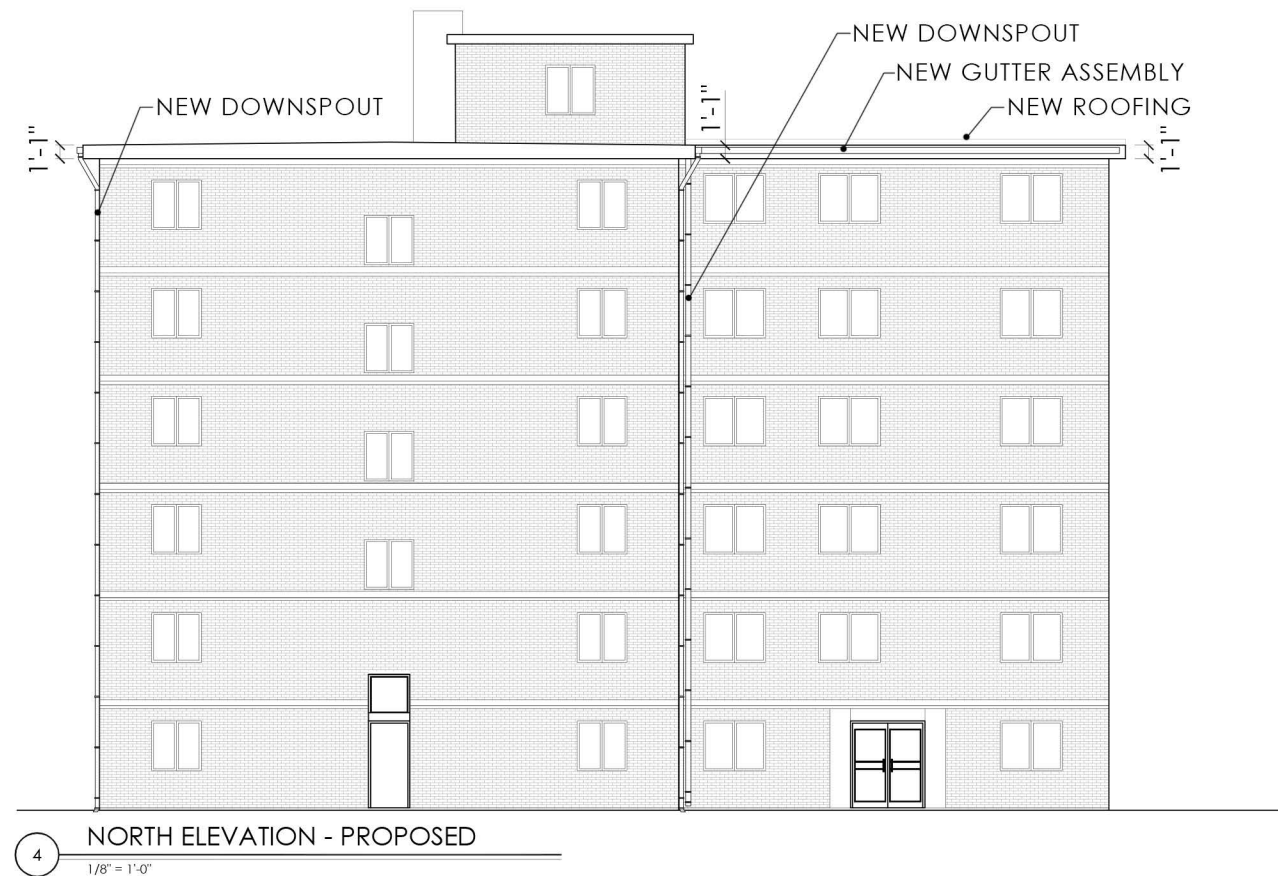 NEW DOWNSPOUT
NEW GUTTER ASSEMBLY
NEW ROOFING
NEW DOWNSPOUT
1'-1"
1'-1"
1'-1"
4
NORTH ELEVATION - PROPOSED
1/8" = 1'-0"